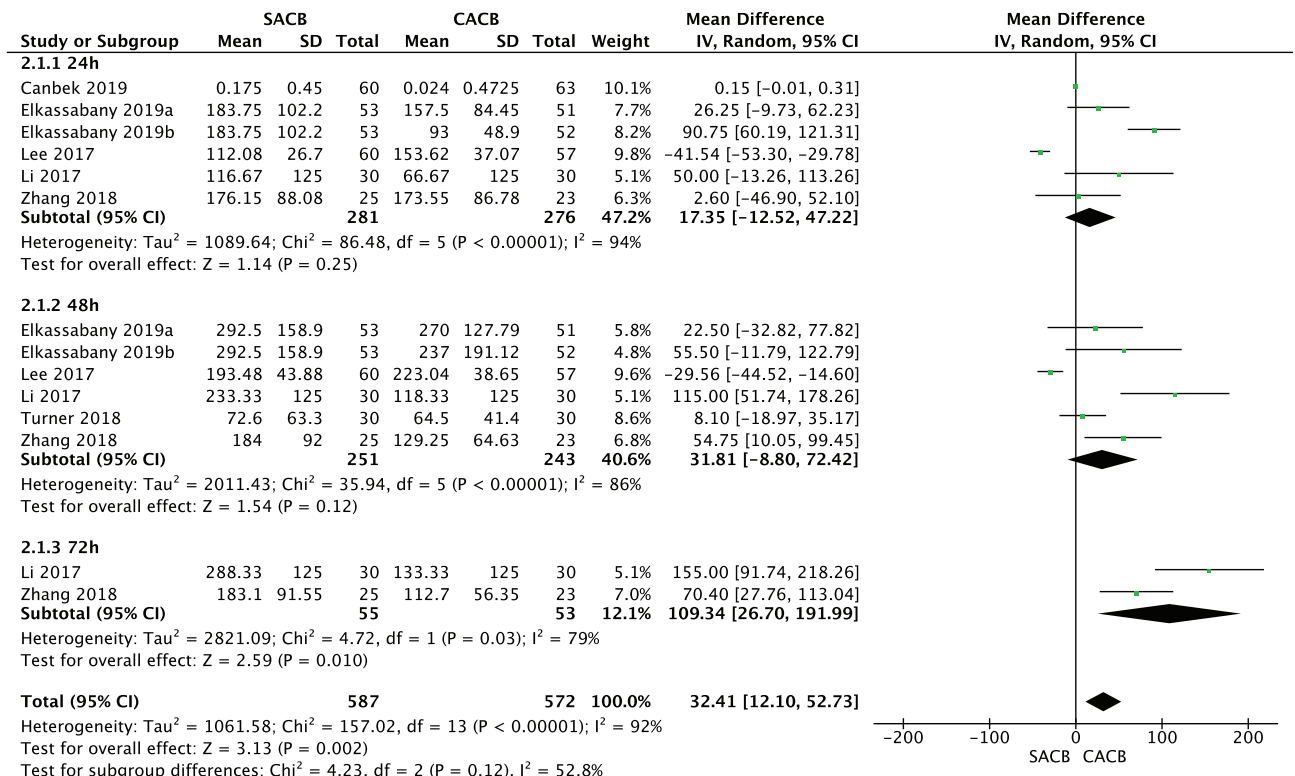 SACB CACB Mean Difference Mean Difference
Study or Subgroup Mean SD Total Mean SD Total Weight IV, Random, 95% CI IV, Random, 95% CI
2.1.1 24h
Canbek 2019 0.175 0.45 60 0.024 0.4725 63 10.1% 0.15 [−0.01, 0.31]
Elkassabany 2019a 183.75 102.2 53 157.5 84.45 51 7.7% 26.25 [−9.73, 62.23]
Elkassabany 2019b 183.75 102.2 53 93 48.9 52 8.2% 90.75 [60.19, 121.31]
Lee 2017 112.08 26.7 60 153.62 37.07 57 9.8% −41.54 [−53.30, −29.78]
Li 2017 116.67 125 30 66.67 125 30 5.1% 50.00 [−13.26, 113.26]
Zhang 2018 176.15 88.08 25 173.55 86.78 23 6.3% 2.60 [−46.90, 52.10]
Subtotal (95% CI) 281 276 47.2% 17.35 [−12.52, 47.22]
Heterogeneity: Tau² = 1089.64; Chi² = 86.48, df = 5 (P < 0.00001); I² = 94%
Test for overall effect: Z = 1.14 (P = 0.25)
2.1.2 48h
Elkassabany 2019a 292.5 158.9 53 270 127.79 51 5.8% 22.50 [−32.82, 77.82]
Elkassabany 2019b 292.5 158.9 53 237 191.12 52 4.8% 55.50 [−11.79, 122.79]
Lee 2017 193.48 43.88 60 223.04 38.65 57 9.6% −29.56 [−44.52, −14.60]
Li 2017 233.33 125 30 118.33 125 30 5.1% 115.00 [51.74, 178.26]
Turner 2018 72.6 63.3 30 64.5 41.4 30 8.6% 8.10 [−18.97, 35.17]
Zhang 2018 184 92 25 129.25 64.63 23 6.8% 54.75 [10.05, 99.45]
Subtotal (95% CI) 251 243 40.6% 31.81 [−8.80, 72.42]
Heterogeneity: Tau² = 2011.43; Chi² = 35.94, df = 5 (P < 0.00001); I² = 86%
Test for overall effect: Z = 1.54 (P = 0.12)
2.1.3 72h
Li 2017 288.33 125 30 133.33 125 30 5.1% 155.00 [91.74, 218.26]
Zhang 2018 183.1 91.55 25 112.7 56.35 23 7.0% 70.40 [27.76, 113.04]
Subtotal (95% CI) 55 53 12.1% 109.34 [26.70, 191.99]
Heterogeneity: Tau² = 2821.09; Chi² = 4.72, df = 1 (P = 0.03); I² = 79%
Test for overall effect: Z = 2.59 (P = 0.010)
Total (95% CI) 587 572 100.0% 32.41 [12.10, 52.73]
Heterogeneity: Tau² = 1061.58; Chi² = 157.02, df = 13 (P < 0.00001); I² = 92%
Test for overall effect: Z = 3.13 (P = 0.002)
Test for subgroup differences: Chi² = 4.23, df = 2 (P = 0.12), I² = 52.8%
-200 -100 0 100 200
SACB CACB